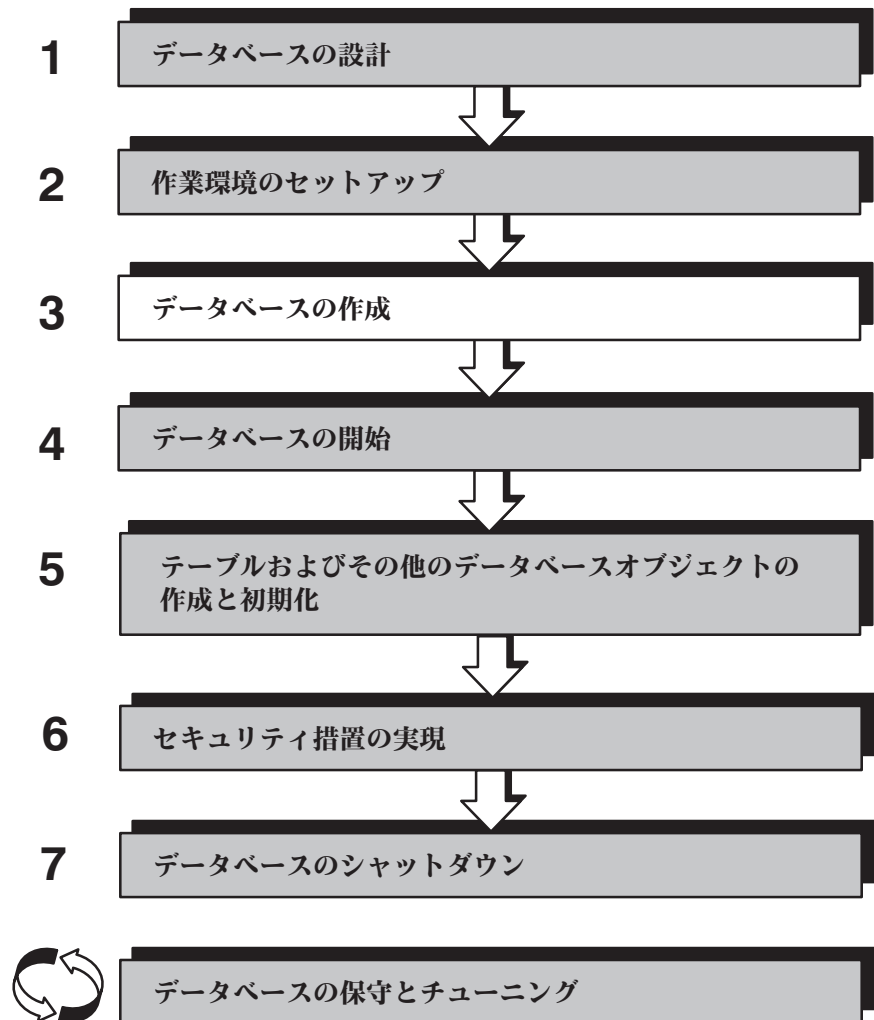 1 データベースの設計
2 作業環境のセットアップ
3 データベースの作成
4 データベースの開始
5 テーブルおよびその他のデータベースオブジェクトの
作成と初期化
6 セキュリティ措置の実現
7 データベースのシャットダウン
データベースの保守とチューニング